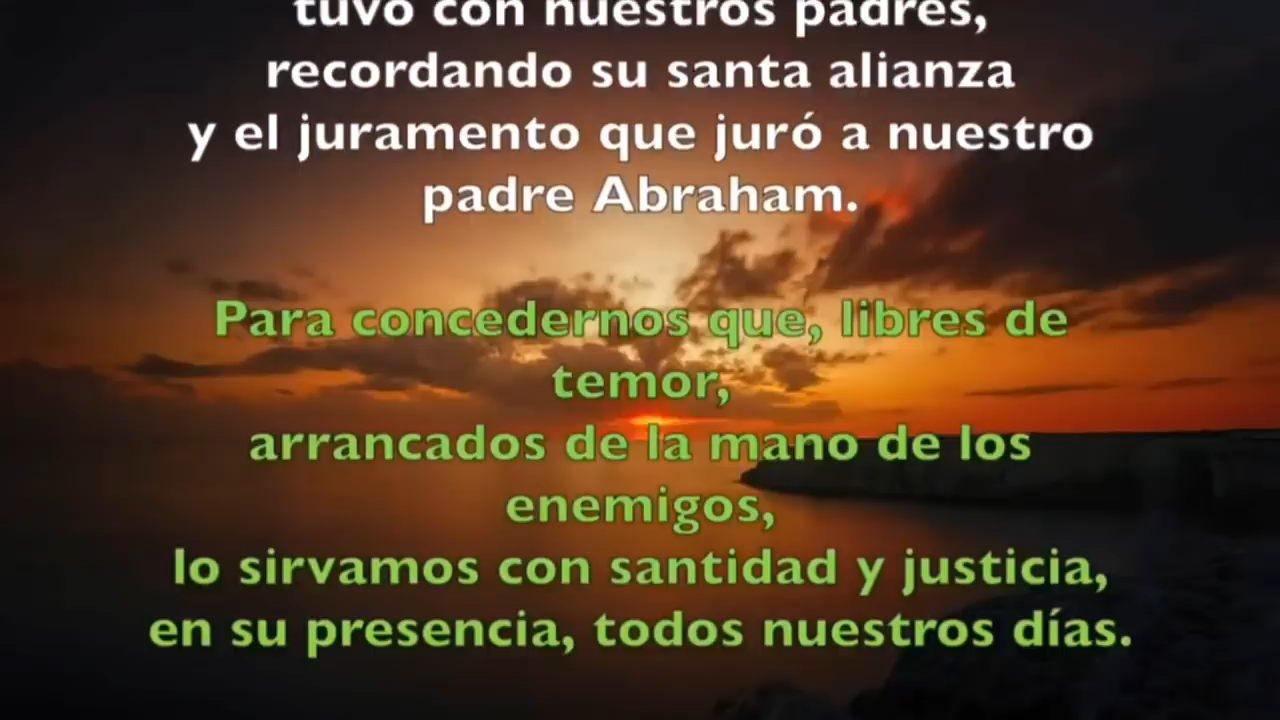 tuvo con nuestros padres,
recordando su santa alianza
y el juramento que juró a nuestro
padre Abraham.
Para concedernos que, libres de
temor,
arrancados de la mano de los
enemigos,
lo sirvamos con santidad y justicia,
en su presencia, todos nuestros días.